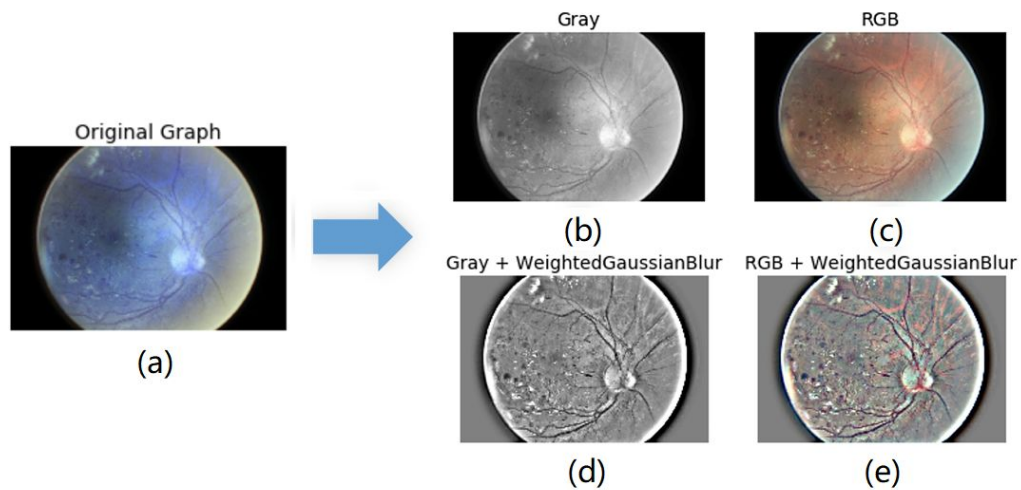 Original Graph
(a)
Gray
(b)
RGB
(c)
Gray + WeightedGaussianBlur
(d)
RGB + WeightedGaussianBlur
(e)